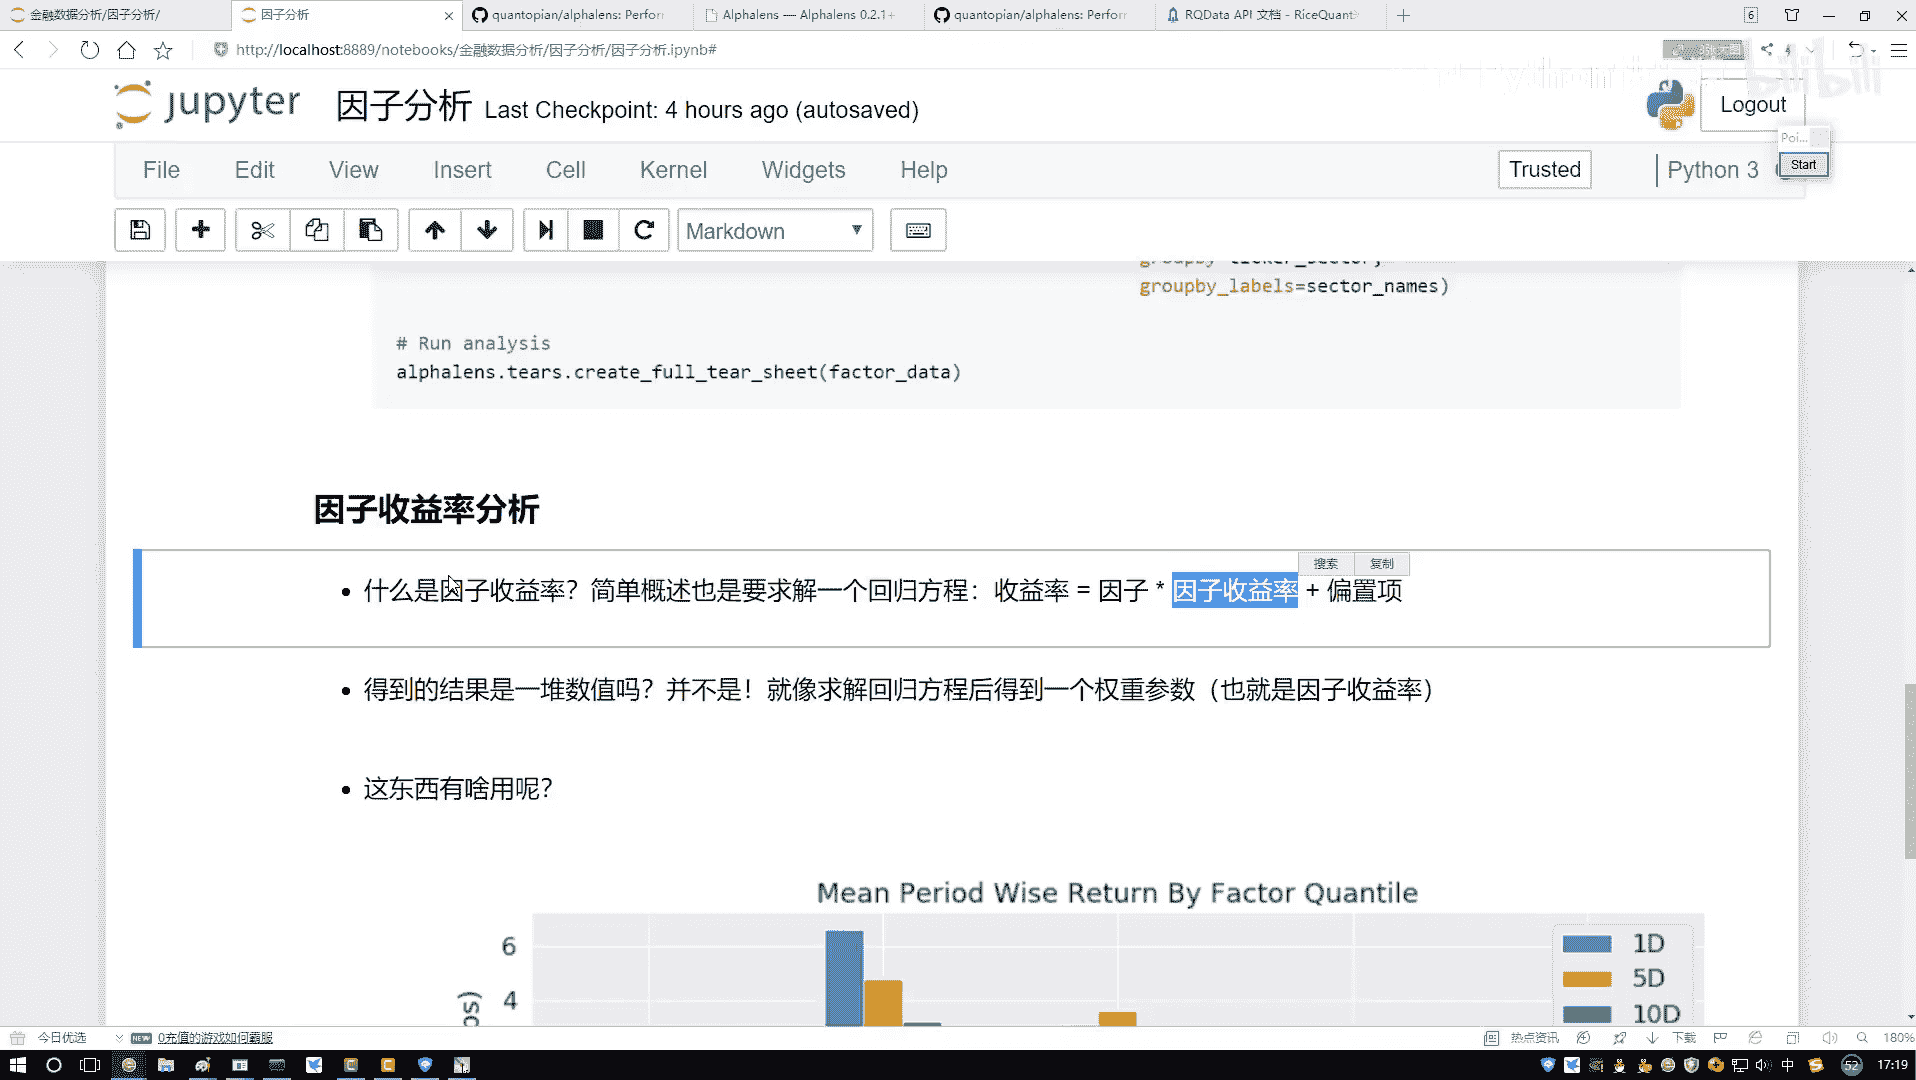 金融数据分析/因子分析/
因子分析
quantopian/alphalens: Perfor
Alphalens — Alphalens 0.2.1+
quantopian/alphalens: Perfor
RQData API 文档 - RiceQuant
6
http://localhost:8889/notebooks/金融数据分析/因子分析/因子分析.ipynb#
bilibili
jupyter
因子分析 Last Checkpoint: 4 hours ago (autosaved)
Logout
Poi...
Start
File Edit View Insert Cell Kernel Widgets Help
Trusted
Python 3
Markdown
groupby=ticker_sector,
groupby_labels=sector_names)
# Run analysis
alphalens.tears.create_full_tear_sheet(factor_data)
因子收益率分析
搜索 复制
什么是因子收益率？简单概述也是要求解一个回归方程：收益率 = 因子 * 因子收益率 + 偏置项
得到的结果是一堆数值吗？并不是！就像求解回归方程后得到一个权重参数（也就是因子收益率）
这东西有啥用呢？
Mean Period Wise Return By Factor Quantile
6
4
1D
5D
10D
今日优选
NEW 0充值的游戏如何霸服
热点资讯
下载
180%
中
52
17:19